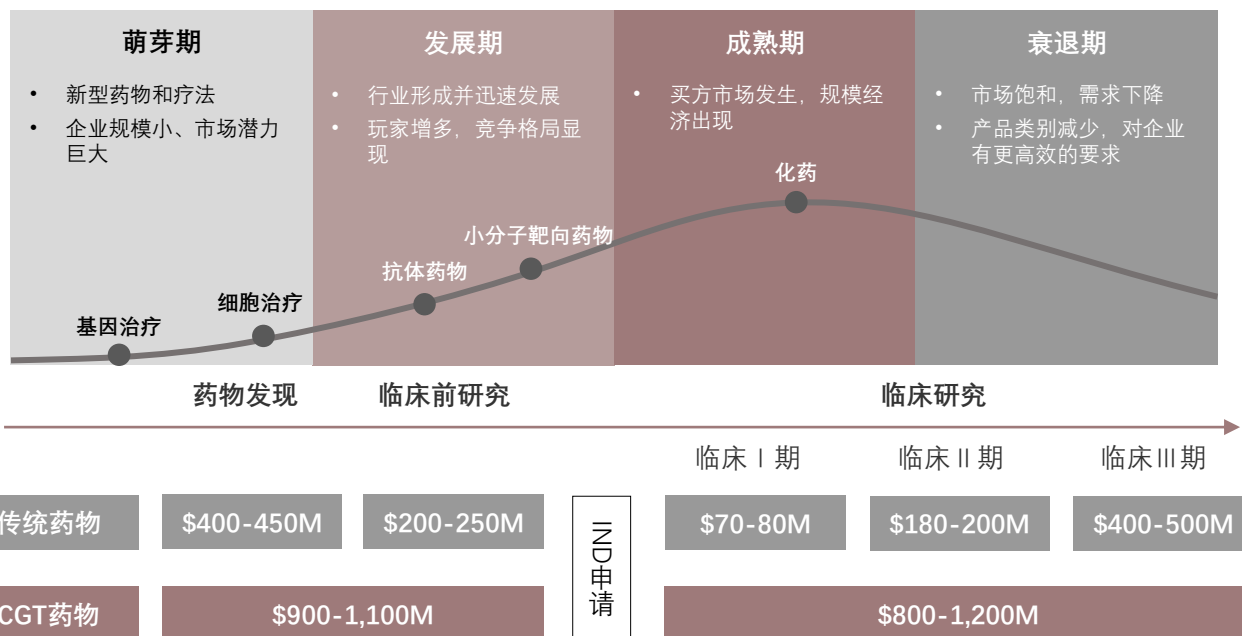 萌芽期
• 新型药物和疗法
• 企业规模小、市场潜力
巨大
发展期
• 行业形成并迅速发展
• 玩家增多，竞争格局显
现
成熟期
• 买方市场发生，规模经
济出现
衰退期
• 市场饱和，需求下降
• 产品类别减少，对企业
有更高效的要求
基因治疗
细胞治疗
抗体药物
小分子靶向药物
化药
药物发现
临床前研究
临床研究
临床Ⅰ期
临床Ⅱ期
临床Ⅲ期
传统药物
$400-450M
$200-250M
IND申请
$70-80M
$180-200M
$400-500M
CGT药物
$900-1,100M
$800-1,200M